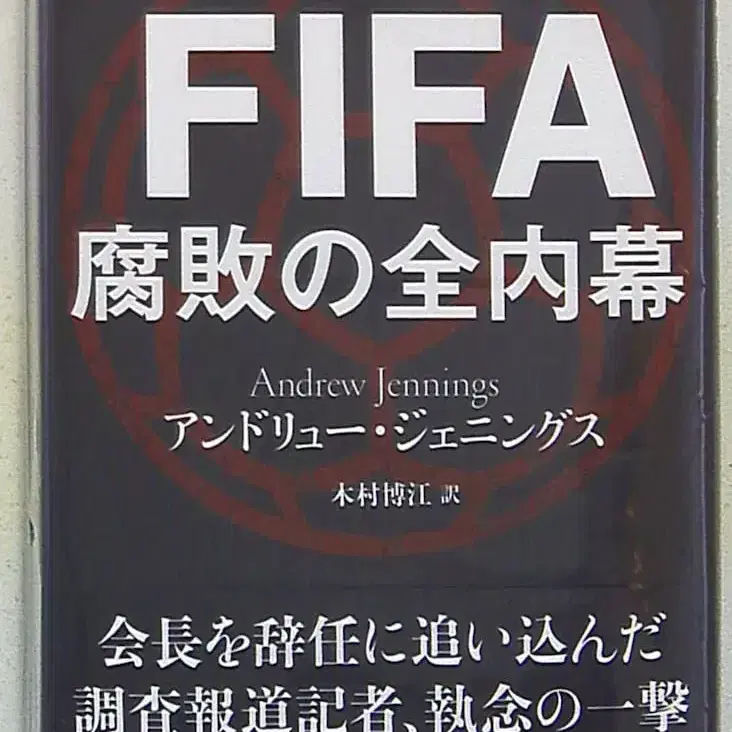 FIFA
腐敗の全内幕
Andrew Jennings
アンドリュー・ジェニングス
木村博江 訳
会長を辞任に追い込んだ
調査報道記者、執念の一撃